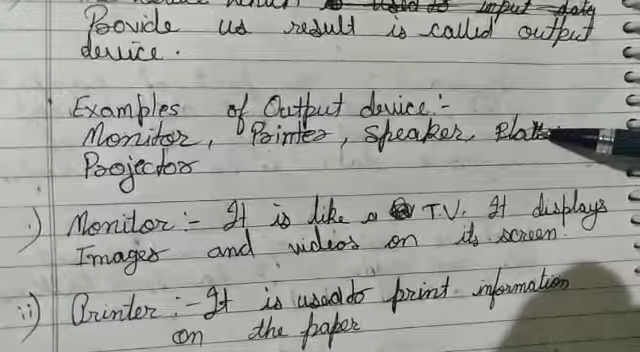 input data
Provide us result is called output
device.
Examples of Output device:-
Monitor, Printer, Speaker,
Projector
i) Monitor:- It is like a T.V. It displays
Images and videos on its screen.
ii) Printer:- It is used to print information
on the paper